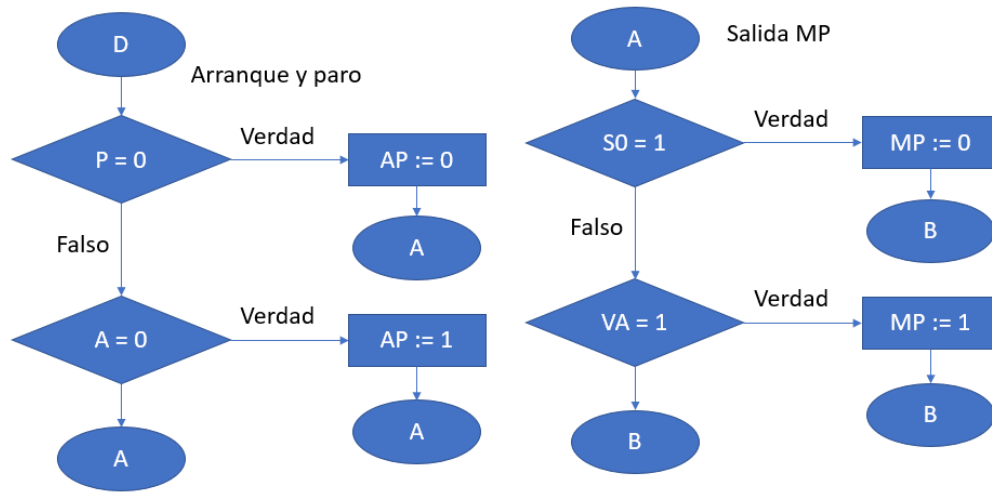 D
Arranque y paro
P = 0
Verdad
AP := 0
A
Falso
A = 0
Verdad
AP := 1
A
A
A
Salida MP
S0 = 1
Verdad
MP := 0
B
Falso
VA = 1
Verdad
MP := 1
B
B